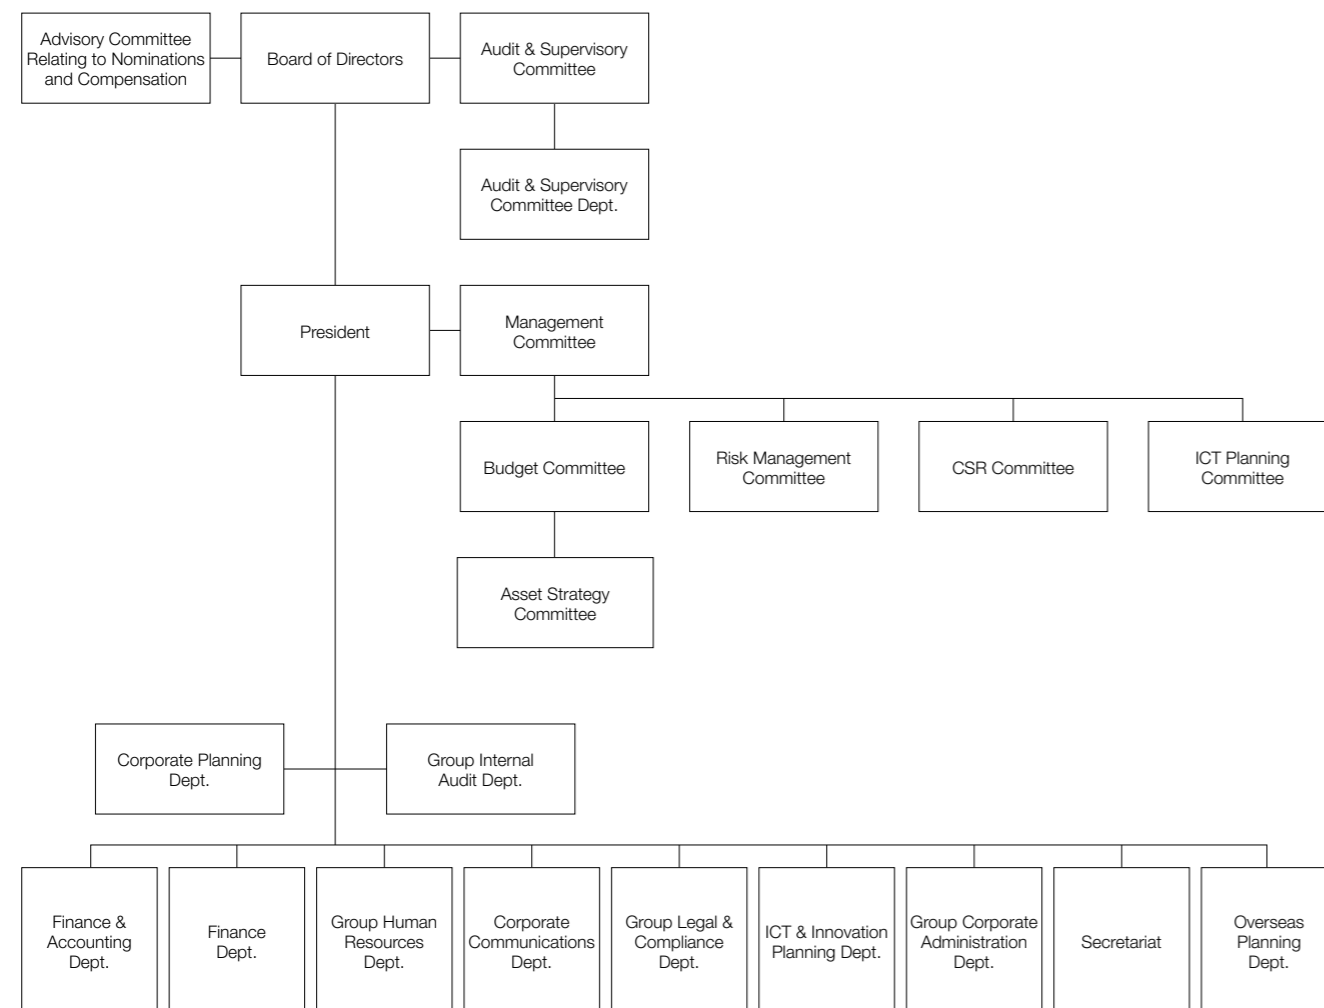 Advisory Committee
Relating to Nominations
and Compensation
Board of Directors
Audit & Supervisory
Committee
Audit & Supervisory
Committee Dept.
President
Management
Committee
Budget Committee
Risk Management
Committee
CSR Committee
ICT Planning
Committee
Asset Strategy
Committee
Corporate Planning
Dept.
Group Internal
Audit Dept.
Finance &
Accounting
Dept.
Finance
Dept.
Group Human
Resources
Dept.
Corporate
Communications
Dept.
Group Legal &
Compliance
Dept.
ICT & Innovation
Planning Dept.
Group Corporate
Administration
Dept.
Secretariat
Overseas
Planning
Dept.